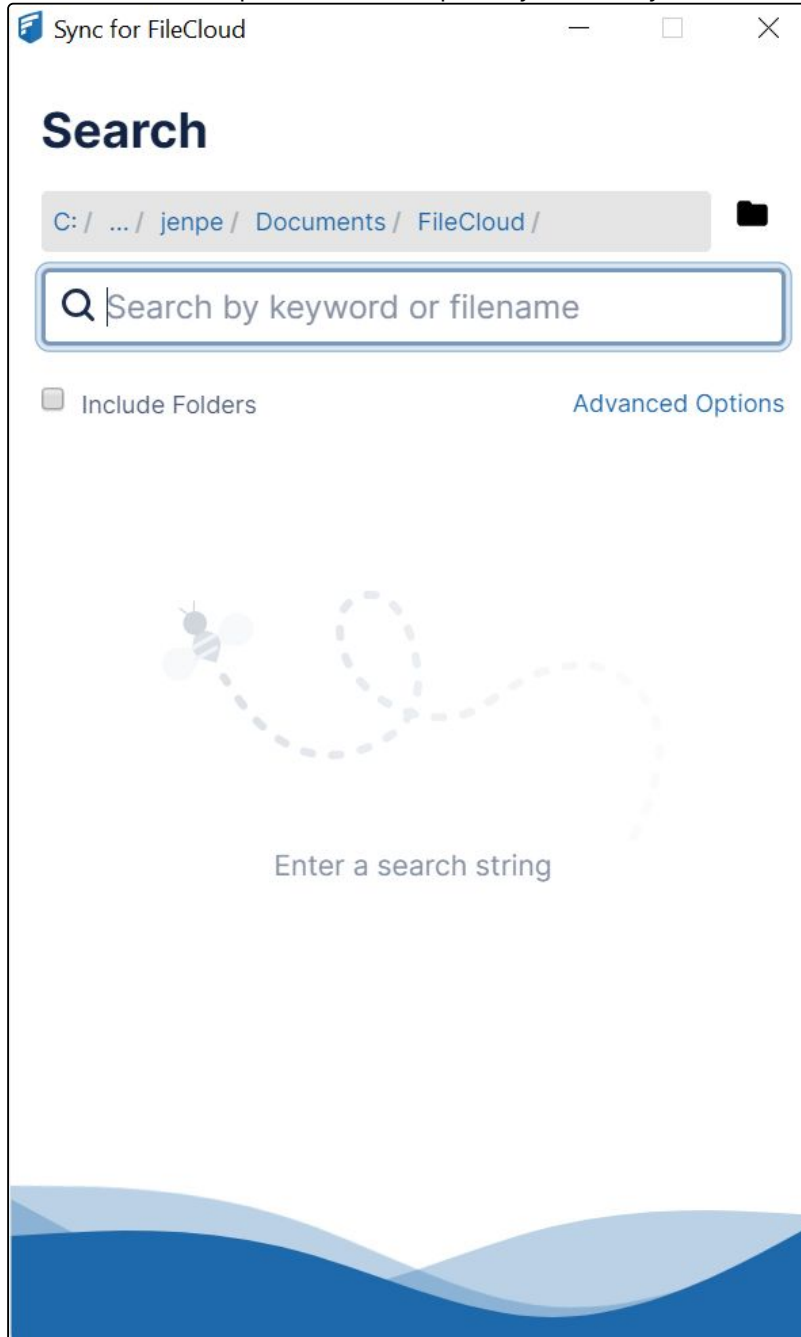 Sync for FileCloud
Search
C: / ... / jenpe / Documents / FileCloud /
Search by keyword or filename
Include Folders
Advanced Options
Enter a search string